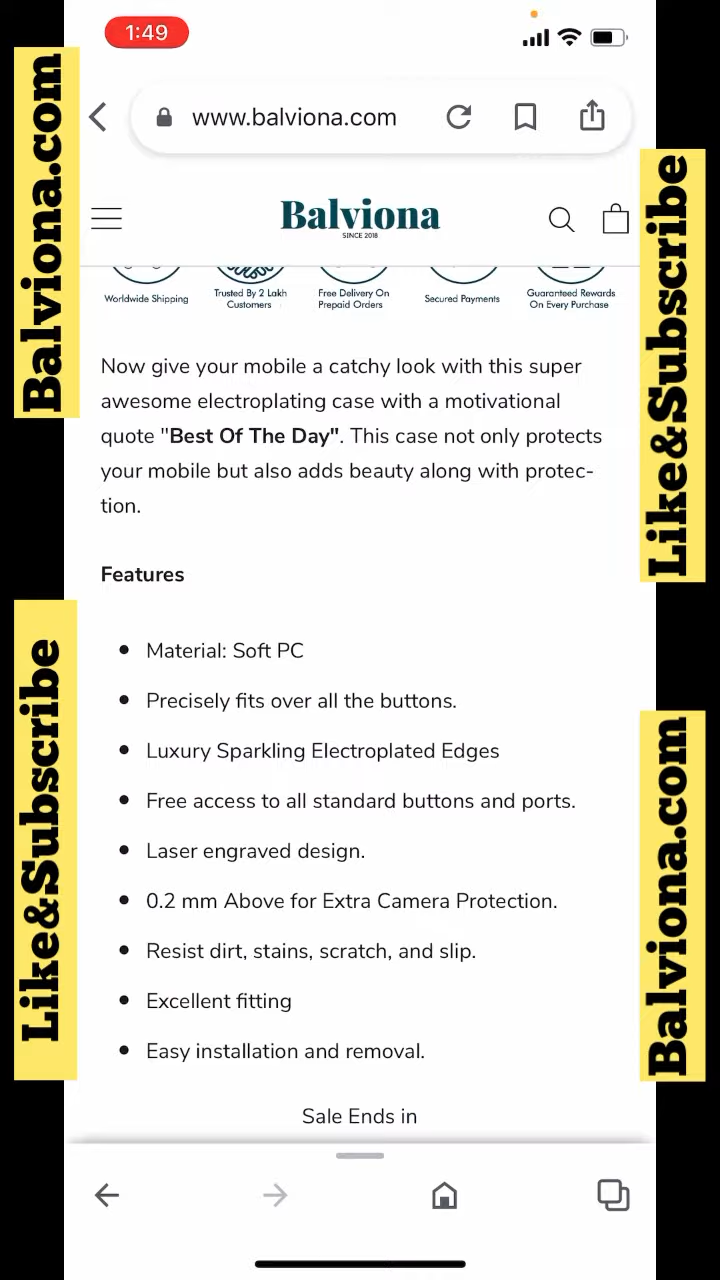 1:49
www.balviona.com
Balviona
SINCE 2018
Worldwide Shipping
Trusted By 2 Lakh
Customers
Free Delivery On
Prepaid Orders
Secured Payments
Guaranteed Rewards
On Every Purchase
Now give your mobile a catchy look with this super
awesome electroplating case with a motivational
quote "Best Of The Day". This case not only protects
your mobile but also adds beauty along with protec-
tion.
Features
Material: Soft PC
Precisely fits over all the buttons.
Luxury Sparkling Electroplated Edges
Free access to all standard buttons and ports.
Laser engraved design.
0.2 mm Above for Extra Camera Protection.
Resist dirt, stains, scratch, and slip.
Excellent fitting
Easy installation and removal.
Sale Ends in
Balviona.com
Like&Subscribe
Like&Subscribe
Balviona.com